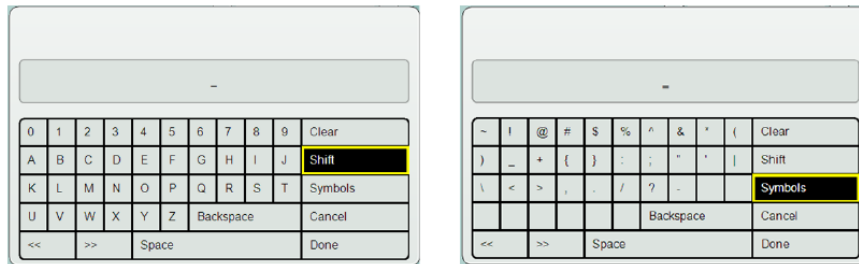 _
0 1 2 3 4 5 6 7 8 9 Clear
A B C D E F G H I J Shift
K L M N O P Q R S T Symbols
U V W X Y Z Backspace Cancel
<< >> Space Done
_
~ ! @ # $ % ^ & * ( Clear
) _ + { } : ; " ' | Shift
\ < > , . / ? - Symbols
Backspace Cancel
<< >> Space Done